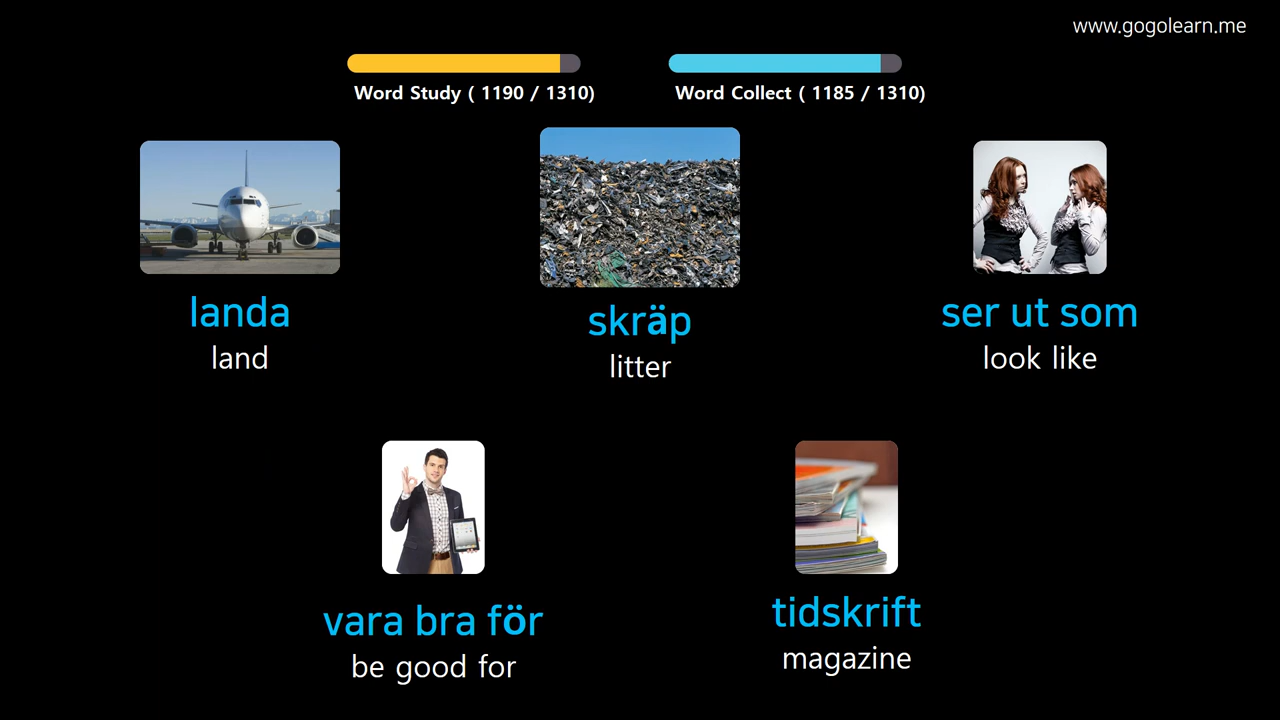 www.gogolearn.me
Word Study ( 1190 / 1310)
Word Collect ( 1185 / 1310)
landa
land
skräp
litter
ser ut som
look like
vara bra för
be good for
tidskrift
magazine